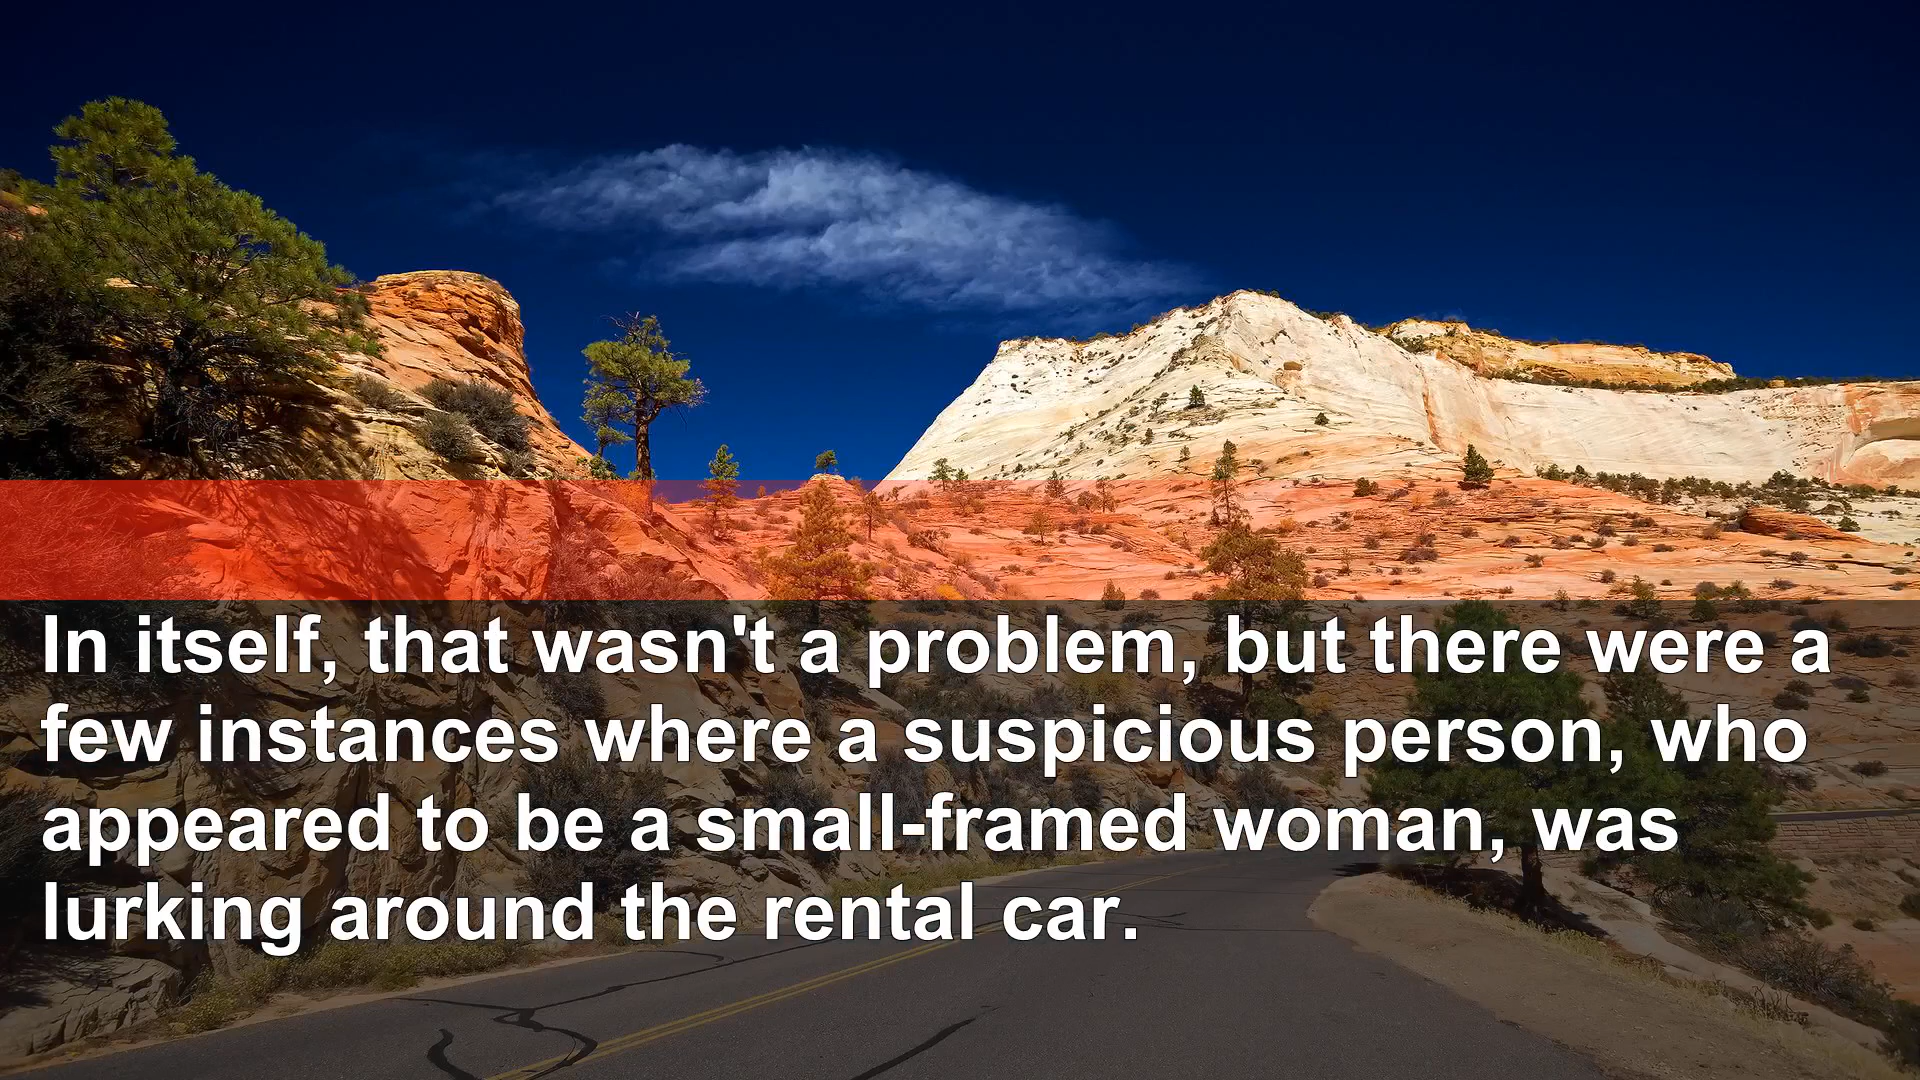 In itself, that wasn't a problem, but there were a
few instances where a suspicious person, who
appeared to be a small-framed woman, was
lurking around the rental car.